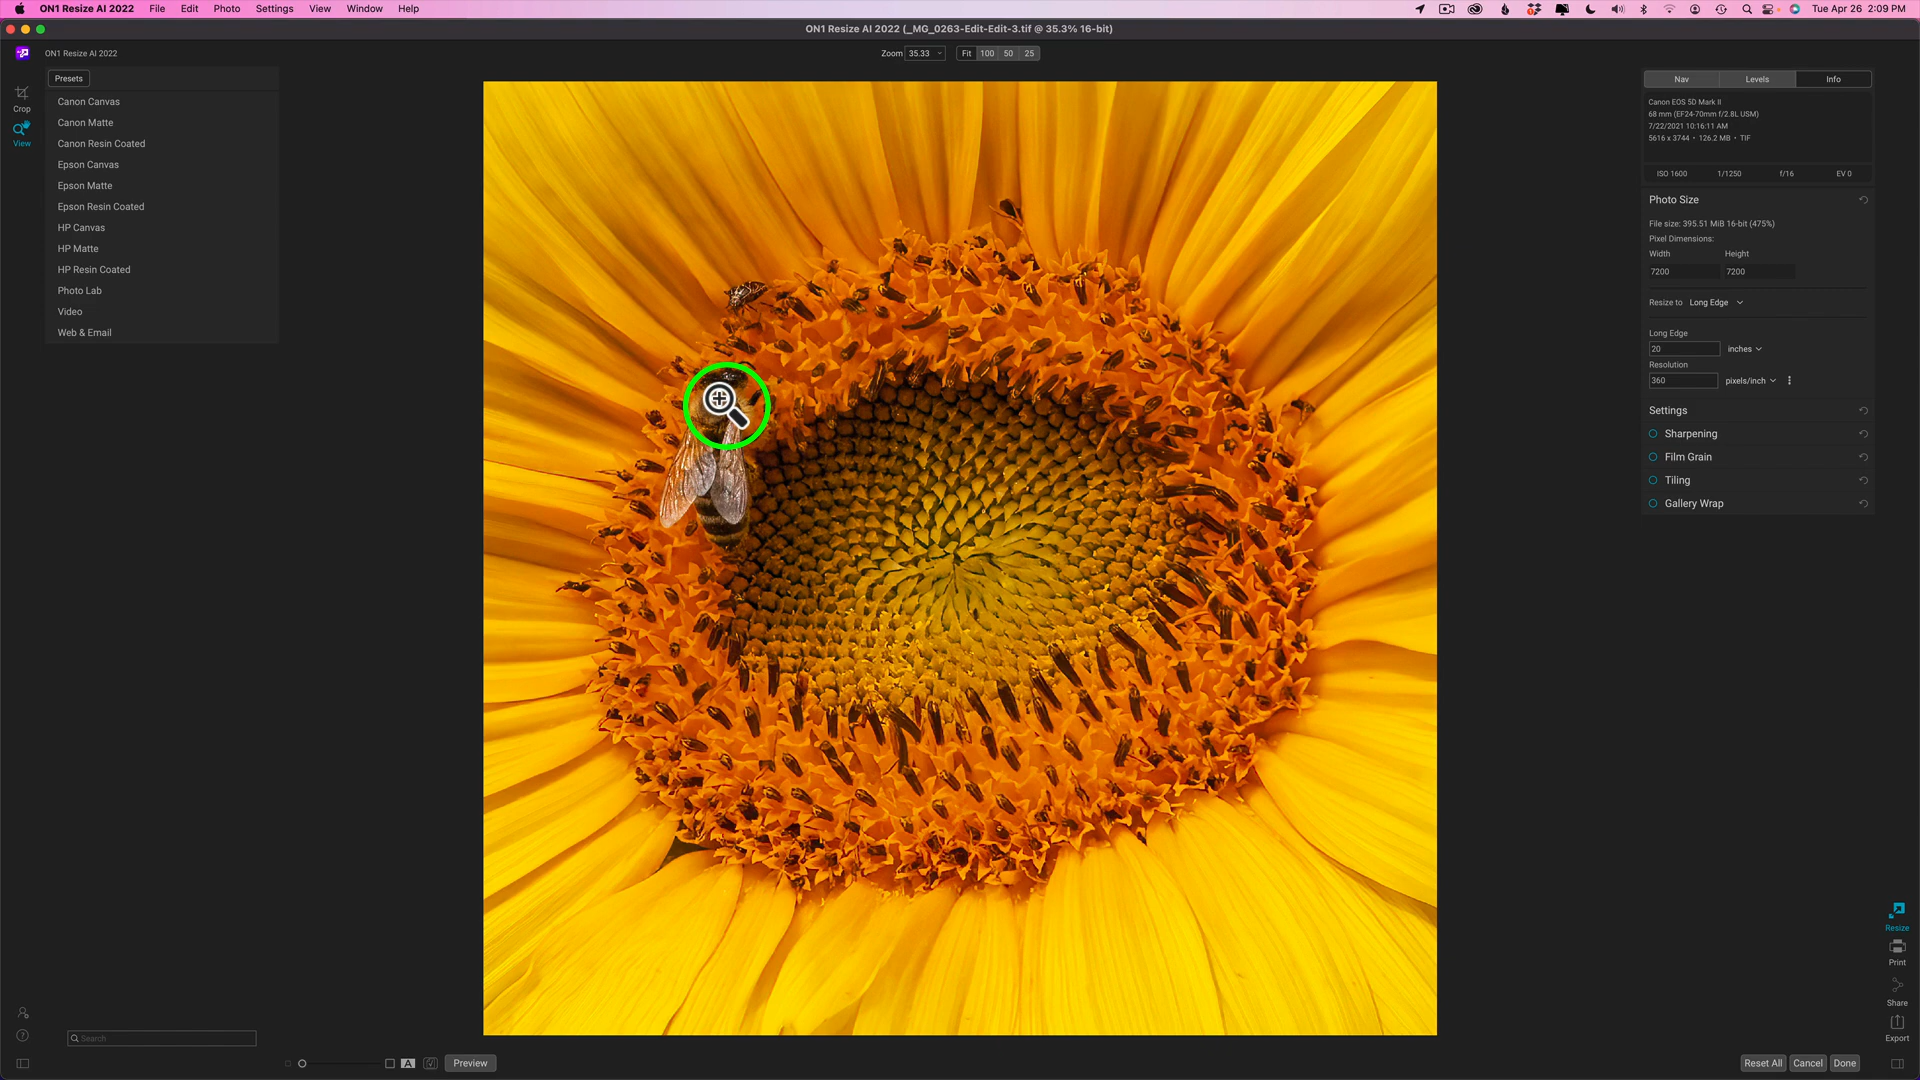 ON1 Resize AI 2022 File Edit Photo Settings View Window Help
Tue Apr 26 2:09 PM
ON1 Resize AI 2022 (_MG_0263-Edit-Edit-3.tif @ 35.3% 16-bit)
ON1 Resize AI 2022
Zoom 35.33 Fit 100 50 25
Presets
Canon Canvas
Canon Matte
Canon Resin Coated
Epson Canvas
Epson Matte
Epson Resin Coated
HP Canvas
HP Matte
HP Resin Coated
Photo Lab
Video
Web & Email
Crop
View
Search
A
Preview
Nav Levels Info
Canon EOS 5D Mark II
68 mm (EF24-70mm f/2.8L USM)
7/22/2021 10:16:11 AM
5616 x 3744 • 126.2 MB • TIF
ISO 1600 1/1250 f/16 EV 0
Photo Size
File size: 395.51 MiB 16-bit (475%)
Pixel Dimensions:
Width Height
7200 7200
Resize to Long Edge
Long Edge
20 inches
Resolution
360 pixels/inch
Settings
Sharpening
Film Grain
Tiling
Gallery Wrap
Resize
Print
Share
Export
Reset All Cancel Done